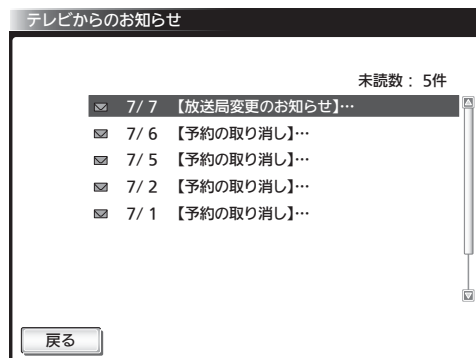 テレビからのお知らせ
未読数： 5件
7/ 7 【放送局変更のお知らせ】…
7/ 6 【予約の取り消し】…
7/ 5 【予約の取り消し】…
7/ 2 【予約の取り消し】…
7/ 1 【予約の取り消し】…
戻る